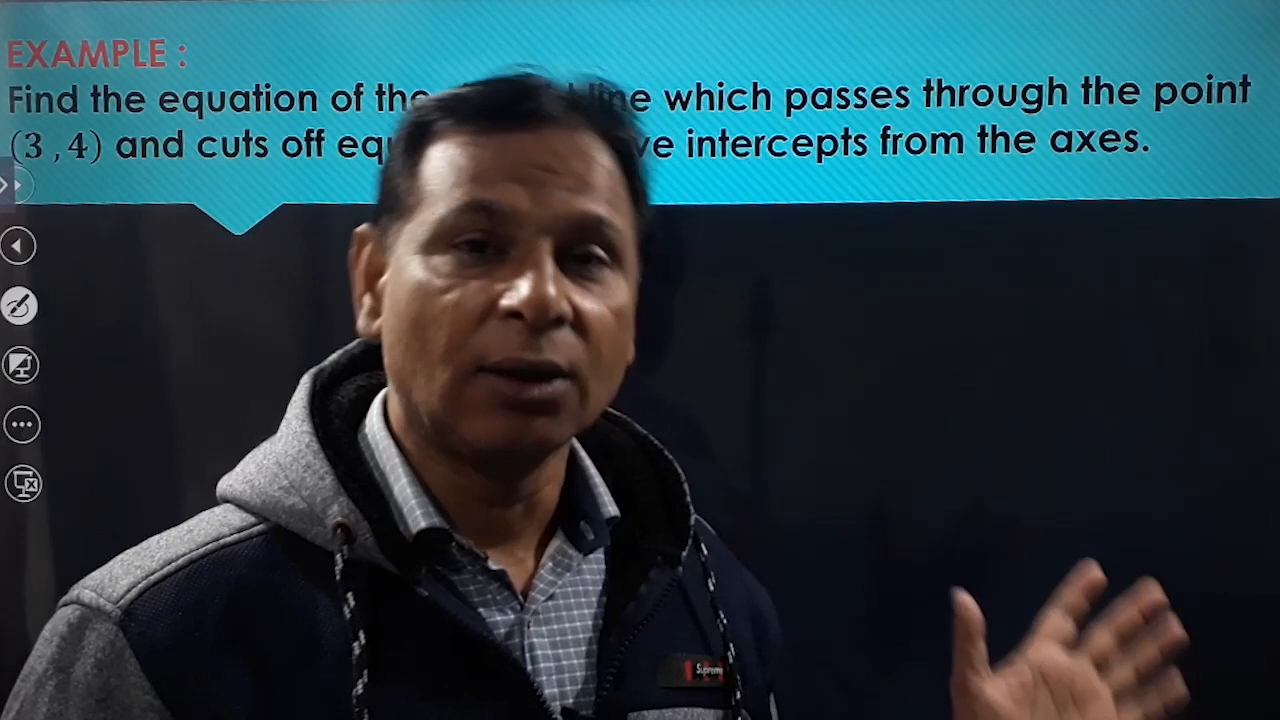 EXAMPLE :
Find the equation of the line which passes through the point
(3 , 4) and cuts off intercepts from the axes.
Supreme